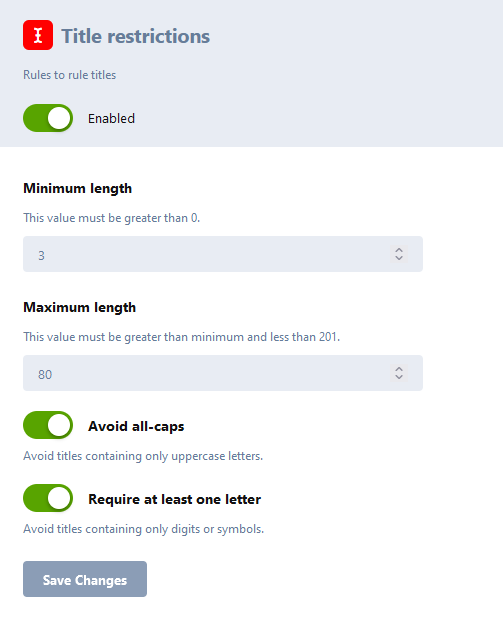 Title restrictions
Rules to rule titles
Enabled
Minimum length
This value must be greater than 0.
3
Maximum length
This value must be greater than minimum and less than 201.
80
Avoid all-caps
Avoid titles containing only uppercase letters.
Require at least one letter
Avoid titles containing only digits or symbols.
Save Changes